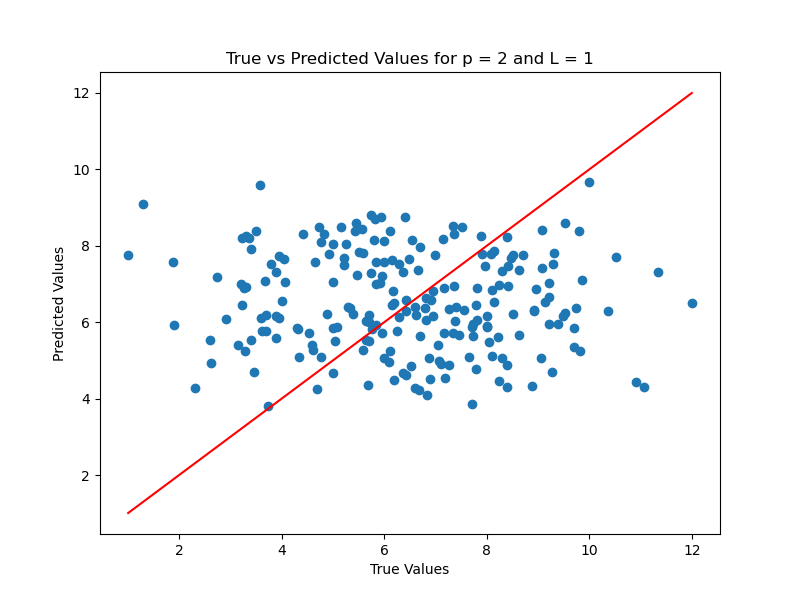 True vs Predicted Values for p = 2 and L = 1
12
10
8
6
4
2
Predicted Values
2 4 6 8 10 12
True Values